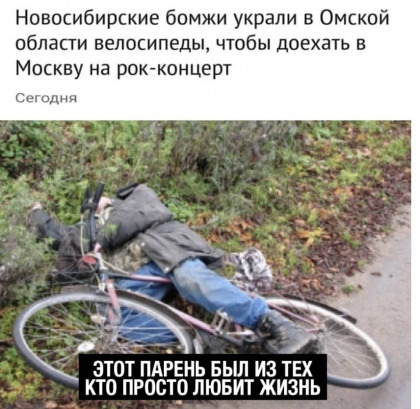 Новосибирские бомжи украли в Омской
области велосипеды, чтобы доехать в
Москву на рок-концерт
Сегодня
ЭТОТ ПАРЕНЬ БЫЛ ИЗ ТЕХ
КТО ПРОСТО ЛЮБИТ ЖИЗНЬ